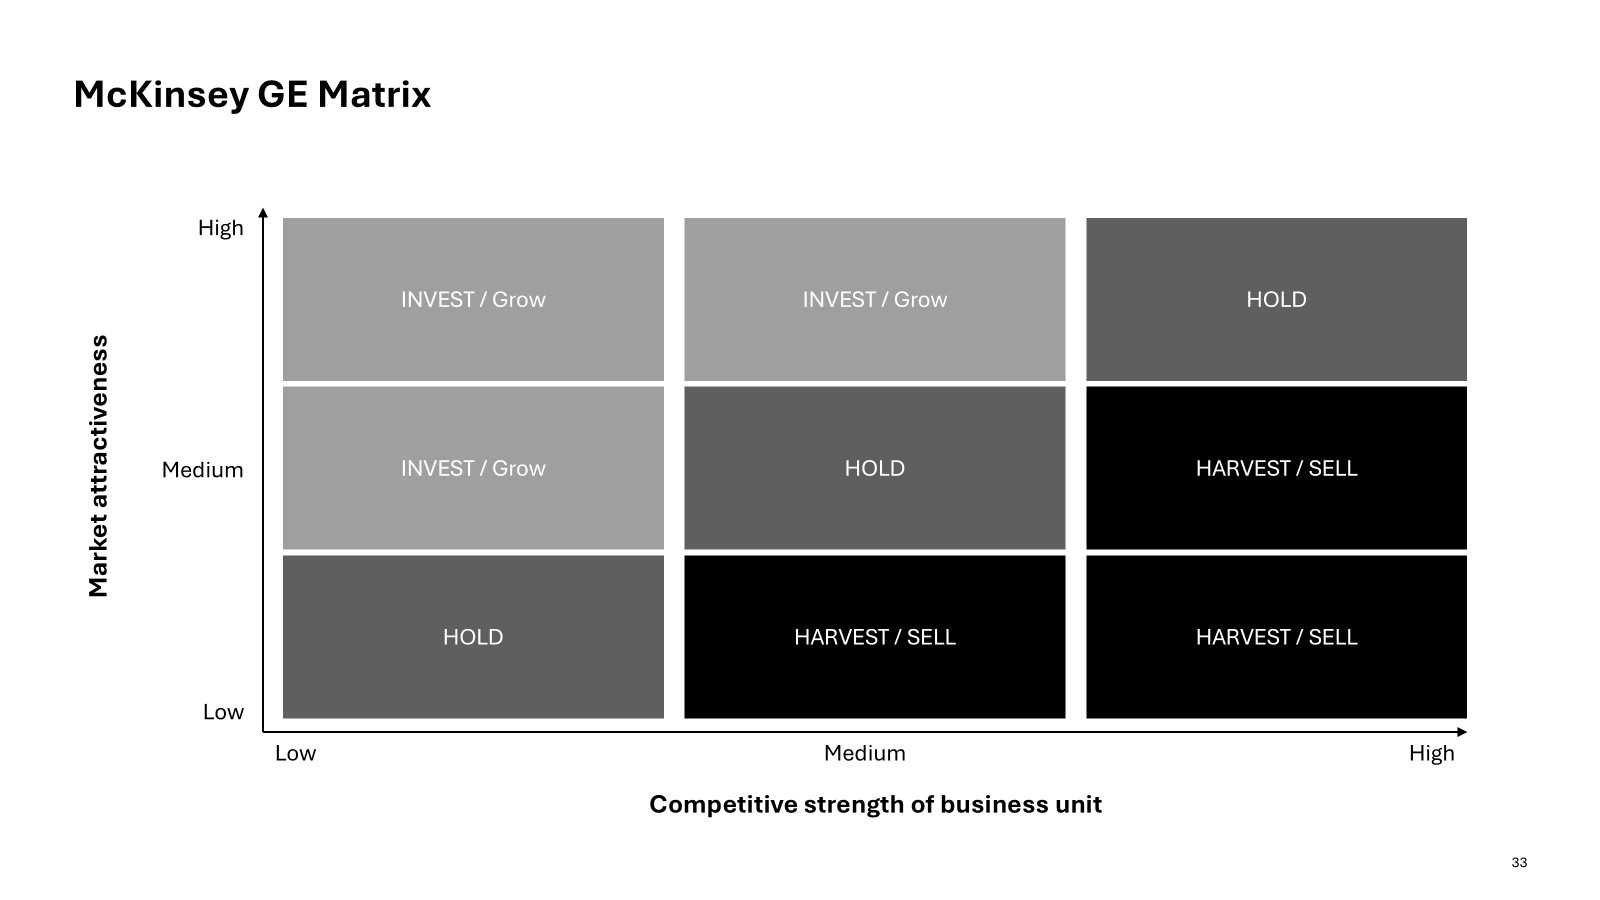 McKinsey GE Matrix
High
INVEST / Grow
INVEST / Grow
HOLD
Market attractiveness
Medium
INVEST / Grow
HOLD
HARVEST / SELL
HOLD
HARVEST / SELL
HARVEST / SELL
Low
Low
Medium
High
Competitive strength of business unit
33